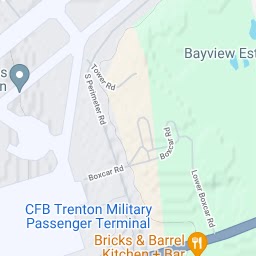 Bayview Est
s
n
Tower Rd
S Perimeter Rd
Boxcar Rd
Boxcar Rd
Lower Boxcar Rd
CFB Trenton Military
Passenger Terminal
Bricks & Barrel
Kitchen + Bar